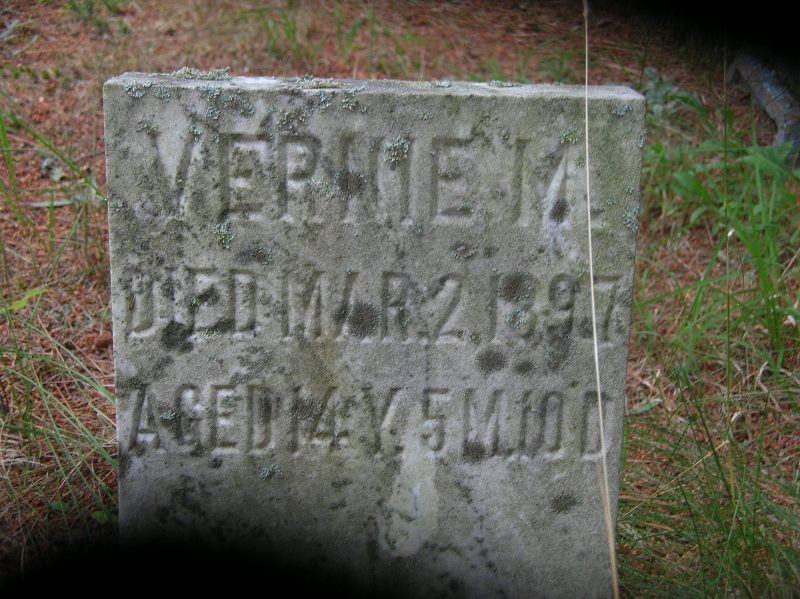 VERNIE M.
DIED MAR. 2, 1897
AGED 14 Y. 5 M. 10 D.